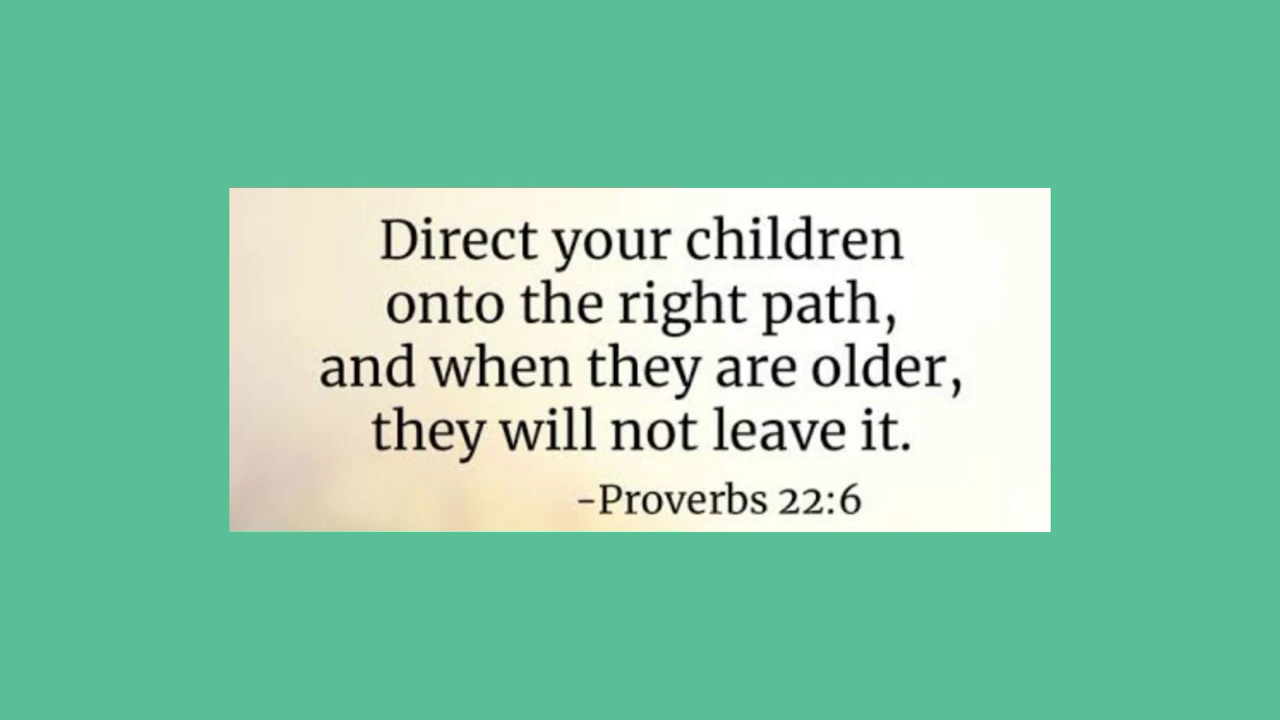 Direct your children
onto the right path,
and when they are older,
they will not leave it.
-Proverbs 22:6